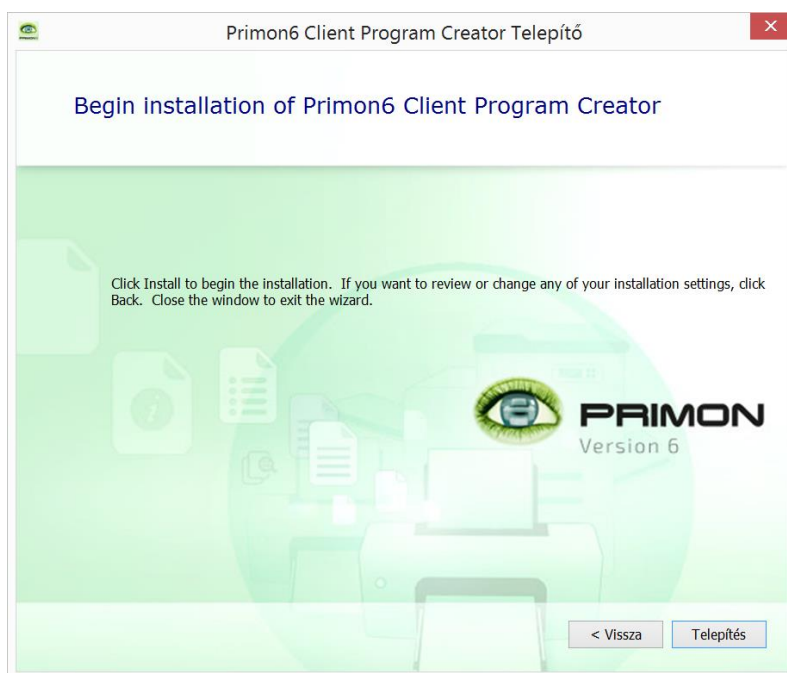 Primon6 Client Program Creator Telepítő
Begin installation of Primon6 Client Program Creator
Click Install to begin the installation. If you want to review or change any of your installation settings, click
Back. Close the window to exit the wizard.
PRIMON
Version 6
< Vissza
Telepítés